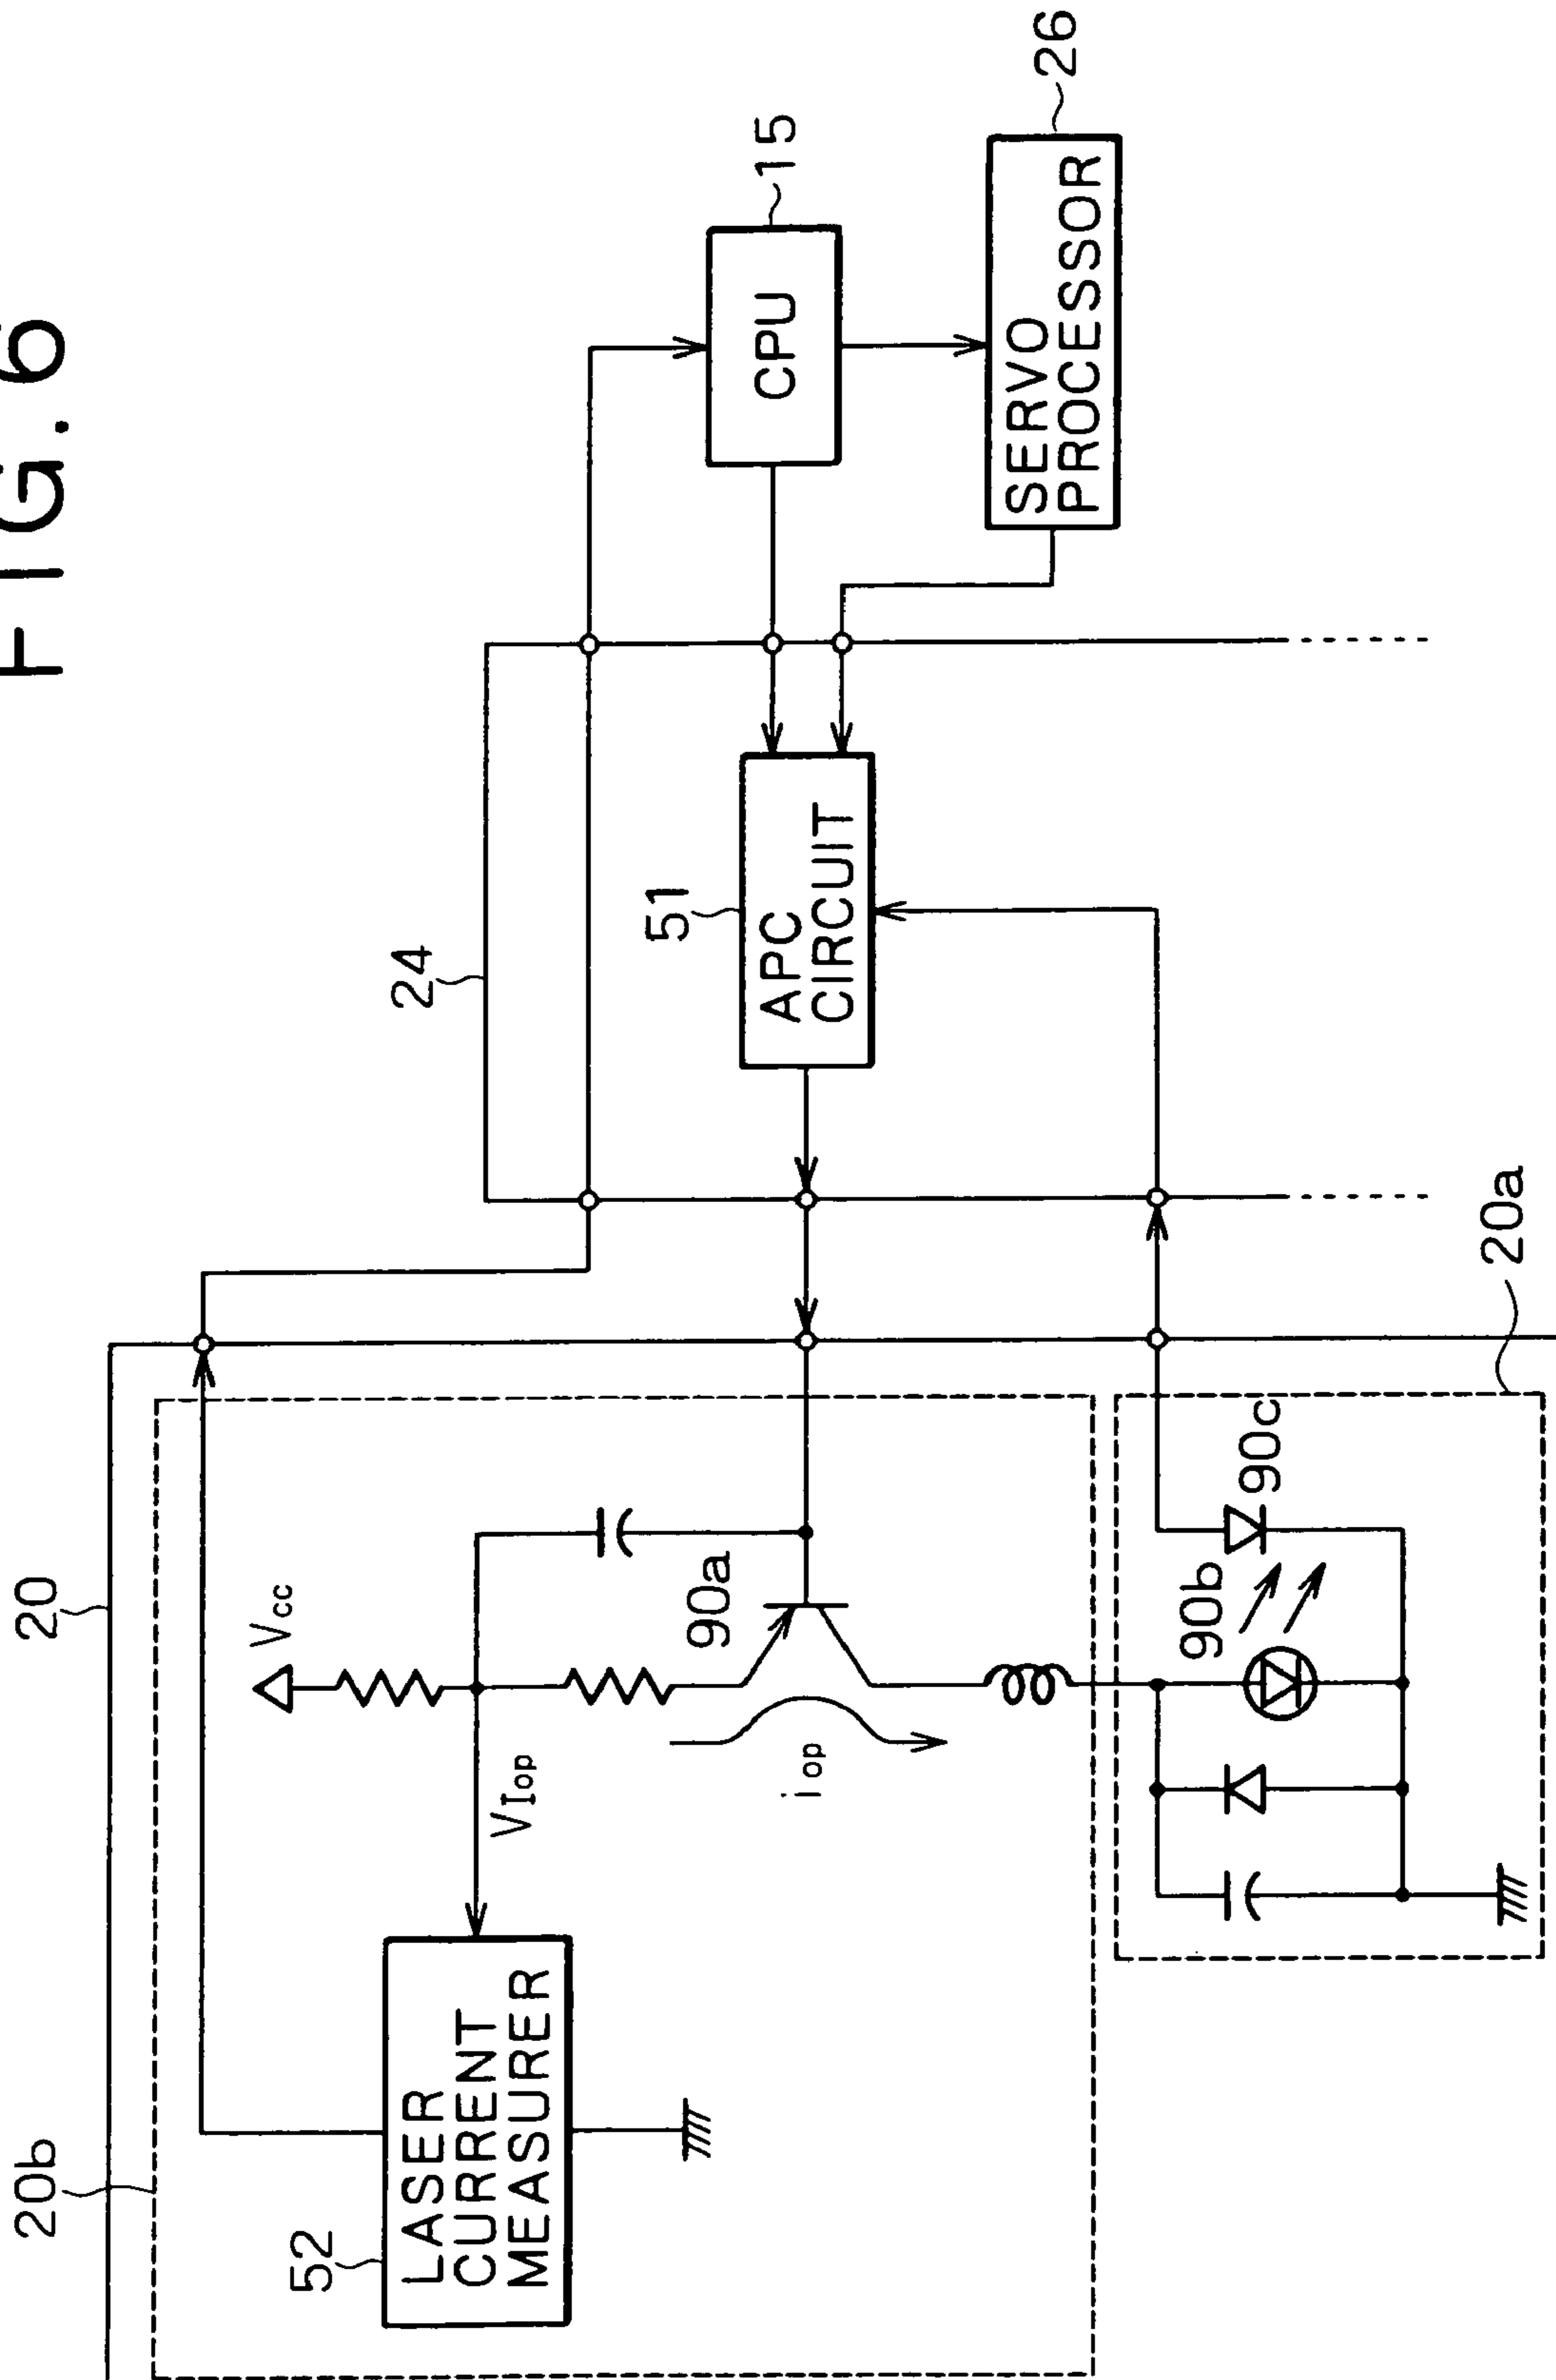 FIG. 6
20b
20
52
LASER
CURRENT
MEASURER
Vcc
VIop
iop
90a
90b
90c
20a
24
51
APC
CIRCUIT
CPU
15
SERVO
PROCESSOR
26